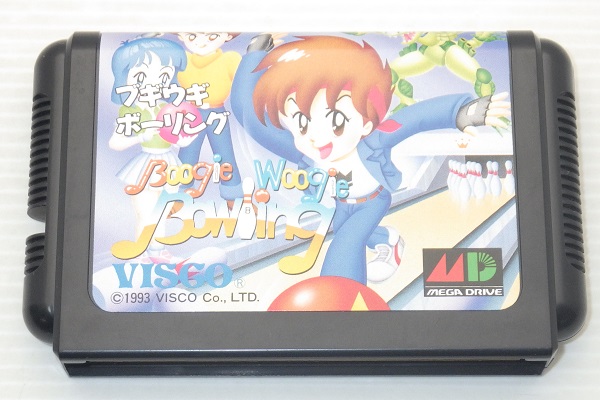 ブギウギ
ボーリング
Boogie Woogie
Bowling
VISCO ®
©1993 VISCO Co., LTD.
MD
MEGA DRIVE